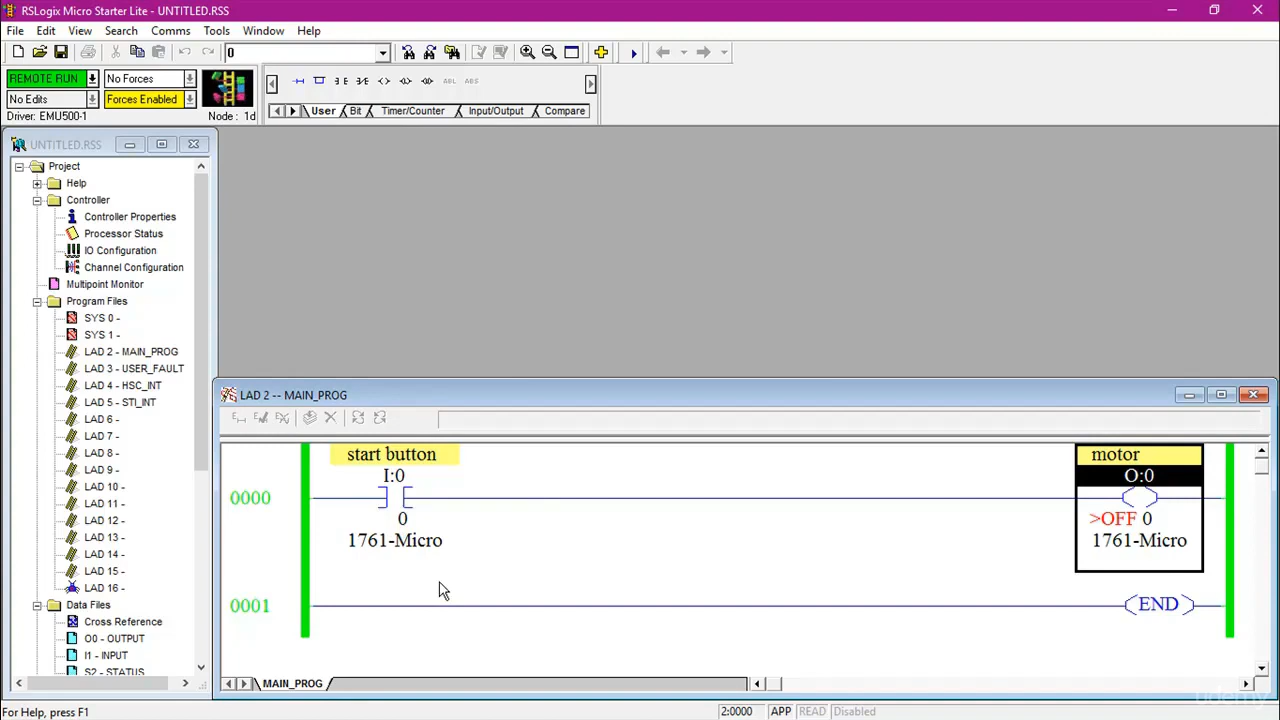 RSLogix Micro Starter Lite - UNTITLED.RSS
File Edit View Search Comms Tools Window Help
0
REMOTE RUN No Forces
No Edits Forces Enabled
Driver: EMU500-1 Node : 1d
ABL ABS
User Bit Timer/Counter Input/Output Compare
UNTITLED.RSS
Project
Help
Controller
Controller Properties
Processor Status
IO Configuration
Channel Configuration
Multipoint Monitor
Program Files
SYS 0 -
SYS 1 -
LAD 2 - MAIN_PROG
LAD 3 - USER_FAULT
LAD 4 - HSC_INT
LAD 5 - STI_INT
LAD 6 -
LAD 7 -
LAD 8 -
LAD 9 -
LAD 10 -
LAD 11 -
LAD 12 -
LAD 13 -
LAD 14 -
LAD 15 -
LAD 16 -
Data Files
Cross Reference
O0 - OUTPUT
I1 - INPUT
S2 - STATUS
LAD 2 -- MAIN_PROG
start button motor
I:0 O:0
0000
0 >OFF 0
1761-Micro 1761-Micro
0001 END
MAIN_PROG
udemy
For Help, press F1 2:0000 APP READ Disabled